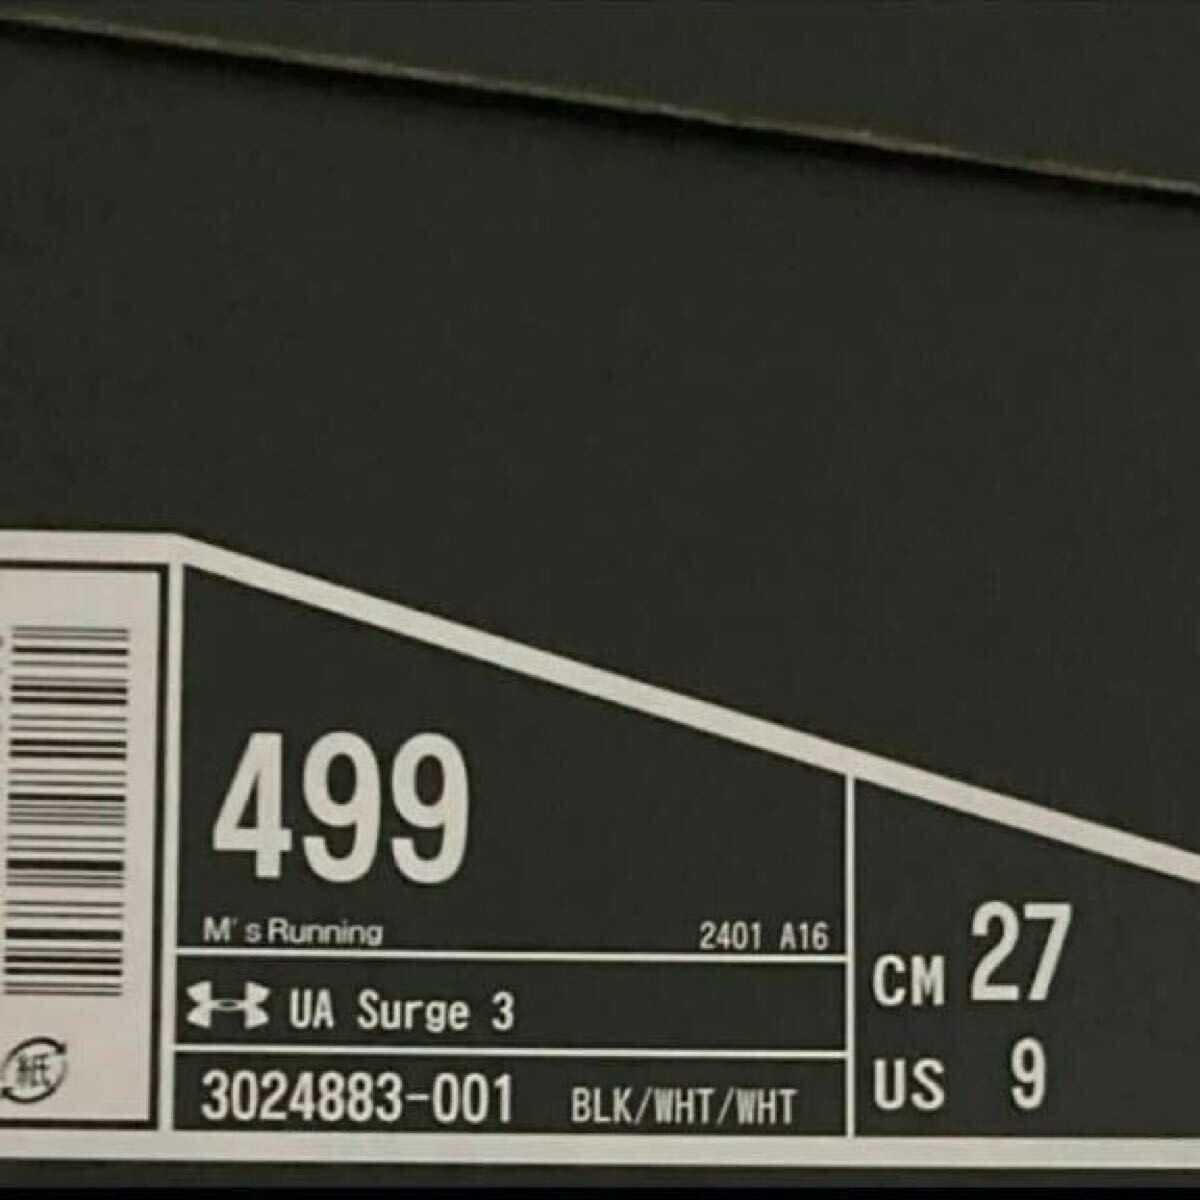 499
M's Running 2401 A16
UA Surge 3
3024883-001 BLK/WHT/WHT
CM 27
US 9
紙